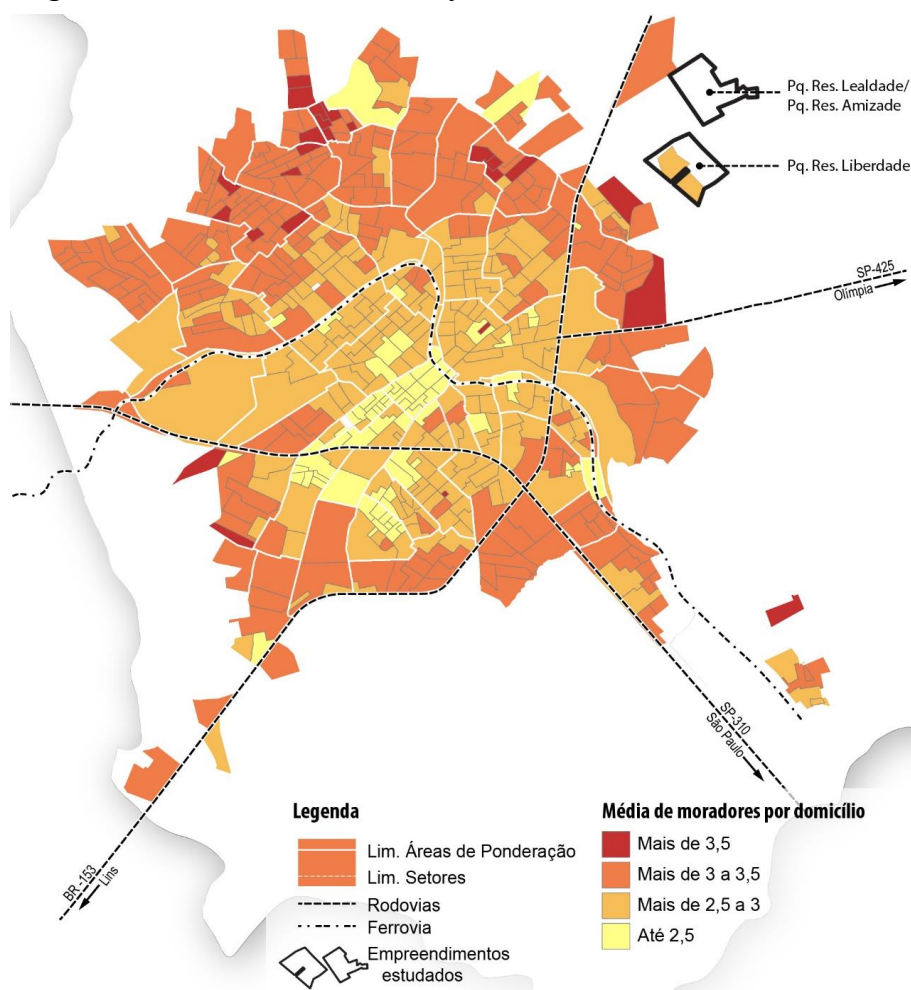 Pq. Res. Lealdade/
Pq. Res. Amizade
Pq. Res. Liberdade
SP-425
Olímpia
SP-310
São Paulo
BR -153
Lins
Legenda
Lim. Áreas de Ponderação
Lim. Setores
Rodovias
Ferrovia
Empreendimentos
estudados
Média de moradores por domicílio
Mais de 3,5
Mais de 3 a 3,5
Mais de 2,5 a 3
Até 2,5